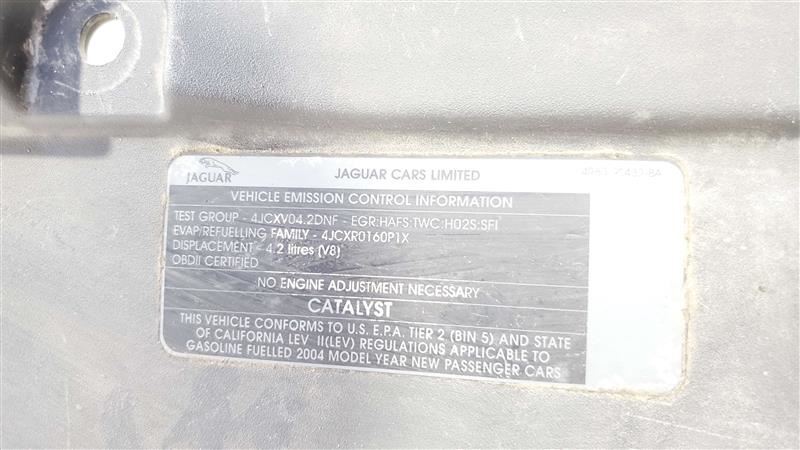 JAGUAR
JAGUAR CARS LIMITED
VEHICLE EMISSION CONTROL INFORMATION
TEST GROUP - 4JCXV04.2DNF - EGR:HAFS:TWC:H02S:SFI
EVAP/REFUELLING FAMILY - 4JCXR0160P1X
DISPLACEMENT - 4.2 litres (V8)
OBDII CERTIFIED
NO ENGINE ADJUSTMENT NECESSARY
CATALYST
THIS VEHICLE CONFORMS TO U.S. E.P.A. TIER 2 (BIN 5) AND STATE
OF CALIFORNIA LEV II(LEV) REGULATIONS APPLICABLE TO
GASOLINE FUELLED 2004 MODEL YEAR NEW PASSENGER CARS